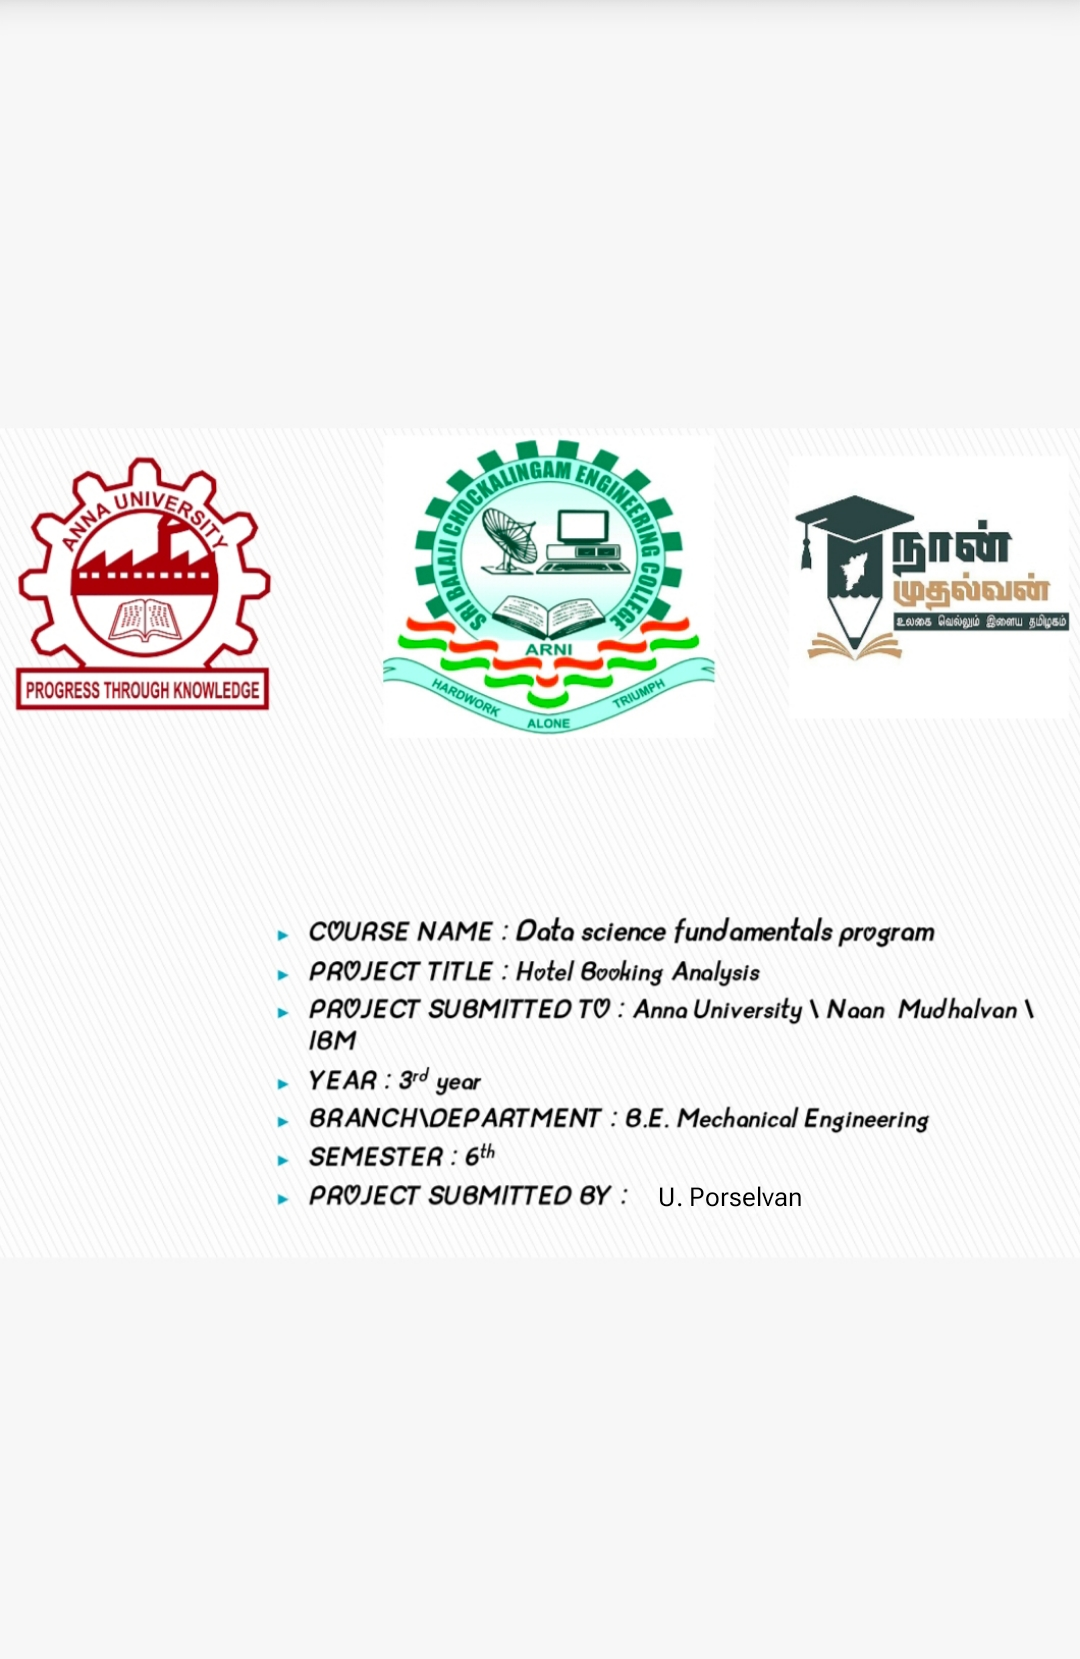 ANNA UNIVERSITY
PROGRESS THROUGH KNOWLEDGE
SRI BALAJI CHOCKALINGAM ENGINEERING COLLEGE
ARNI
HARDWORK ALONE TRIUMPH
நான்
முதல்வன்
உலகை வெல்லும் இளைய தமிழகம்
COURSE NAME : Data science fundamentals program
PROJECT TITLE : Hotel Booking Analysis
PROJECT SUBMITTED TO : Anna University \ Naan Mudhalvan \
IBM
YEAR : 3rd year
BRANCH\DEPARTMENT : B.E. Mechanical Engineering
SEMESTER : 6th
PROJECT SUBMITTED BY : U. Porselvan